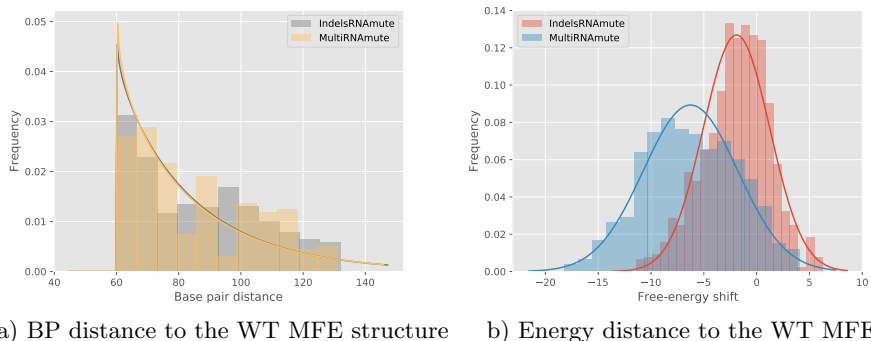 0.05
0.04
0.03
0.02
0.01
0.00
Frequency
40
60
80
100
120
140
Base pair distance
IndelsRNAmute
MultiRNAmute
0.14
0.12
0.10
0.08
0.06
0.04
0.02
0.00
Frequency
−20
−15
−10
−5
0
5
10
Free-energy shift
IndelsRNAmute
MultiRNAmute
a) BP distance to the WT MFE structure
b) Energy distance to the WT MFE